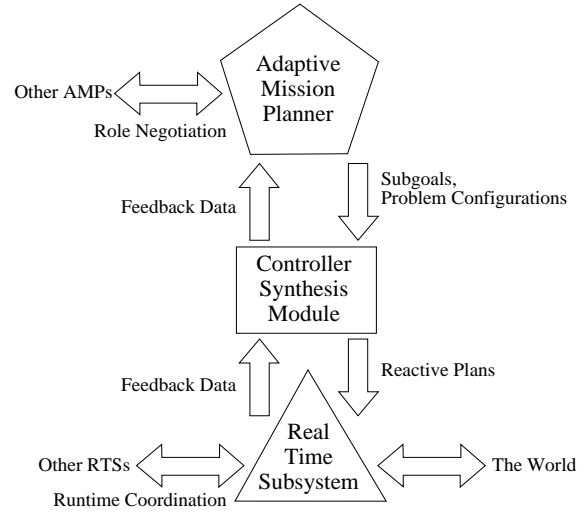 Adaptive
Mission
Planner
Other AMPs
Role Negotiation
Feedback Data
Subgoals,
Problem Configurations
Controller
Synthesis
Module
Feedback Data
Reactive Plans
Real
Time
Subsystem
Other RTSs
Runtime Coordination
The World